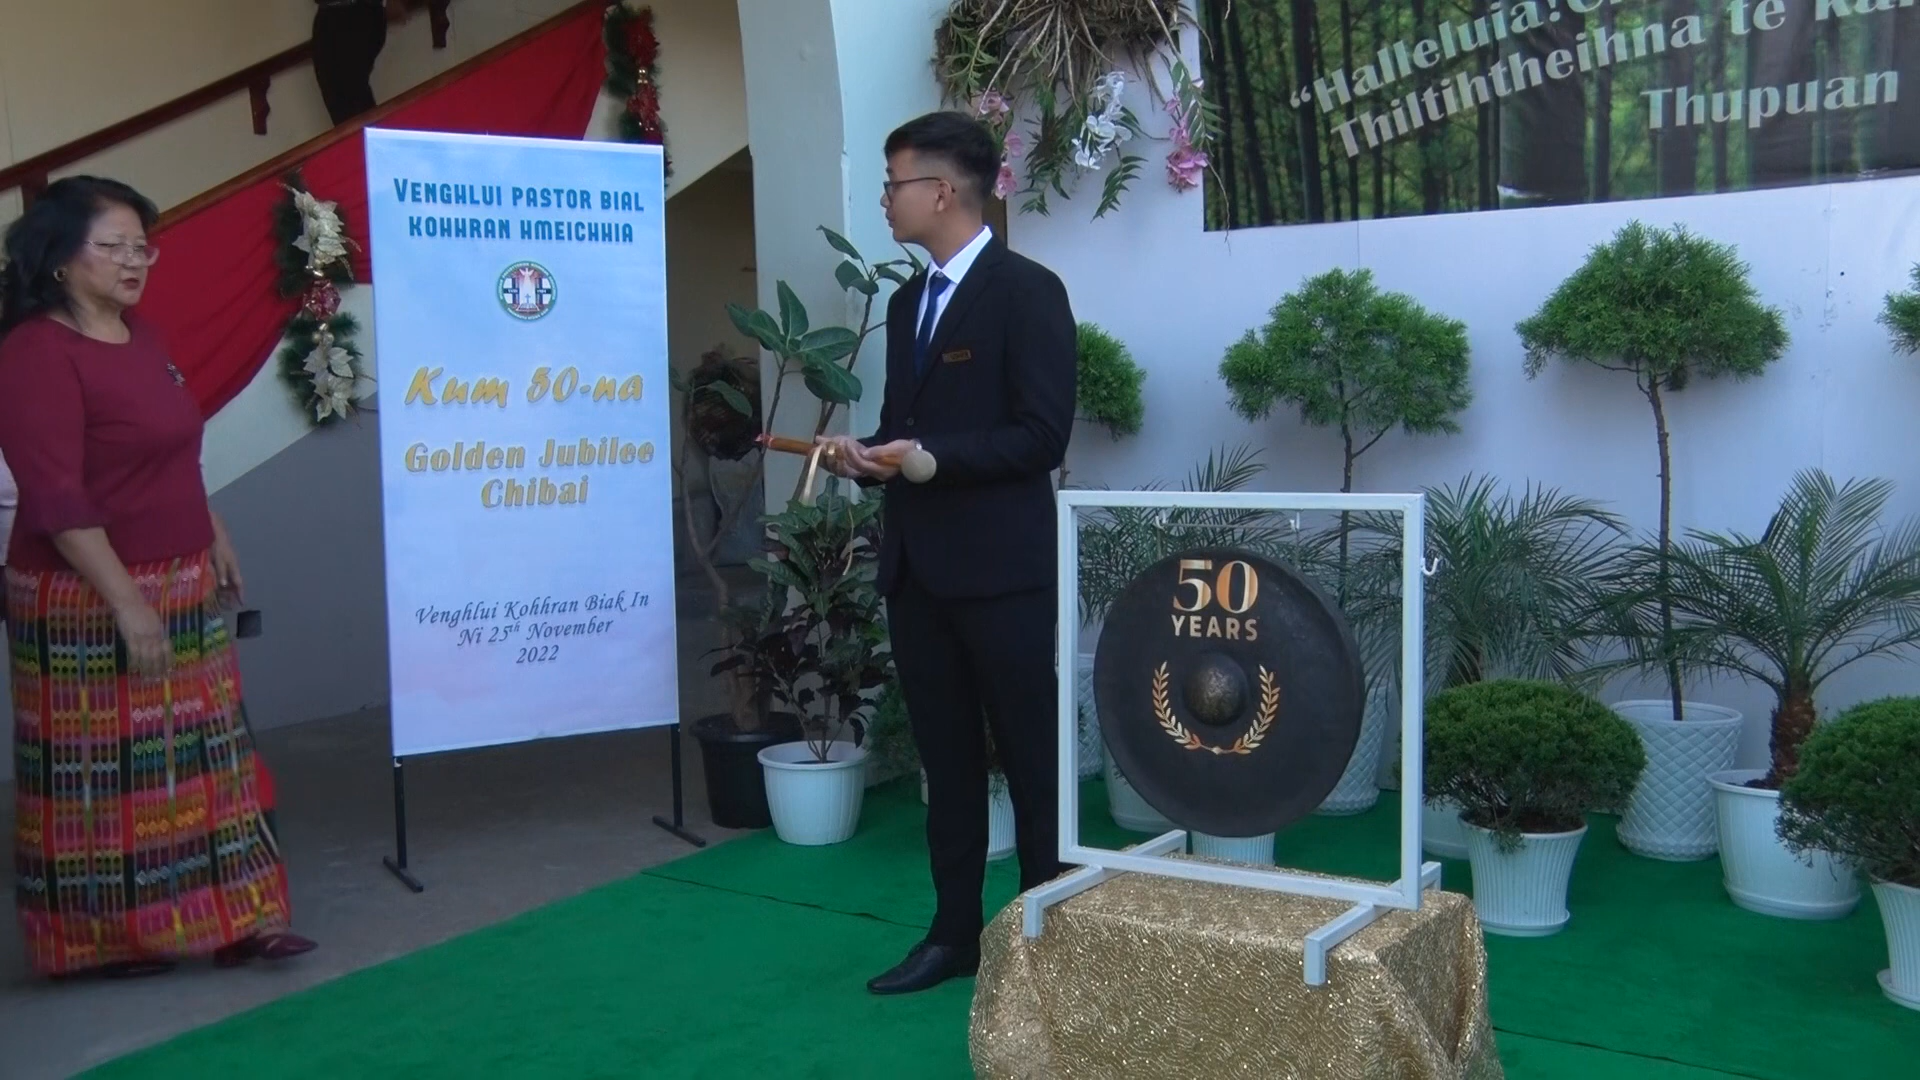 VENGHLUI PASTOR BIAL
KOHHRAN HMEICHHIA
Kum 50-na
Golden Jubilee
Chibai
Venghlui Kohhran Biak In
Ni 25th November
2022
50
YEARS
“Halleluia!
Thiltihtheihna te
Thupuan